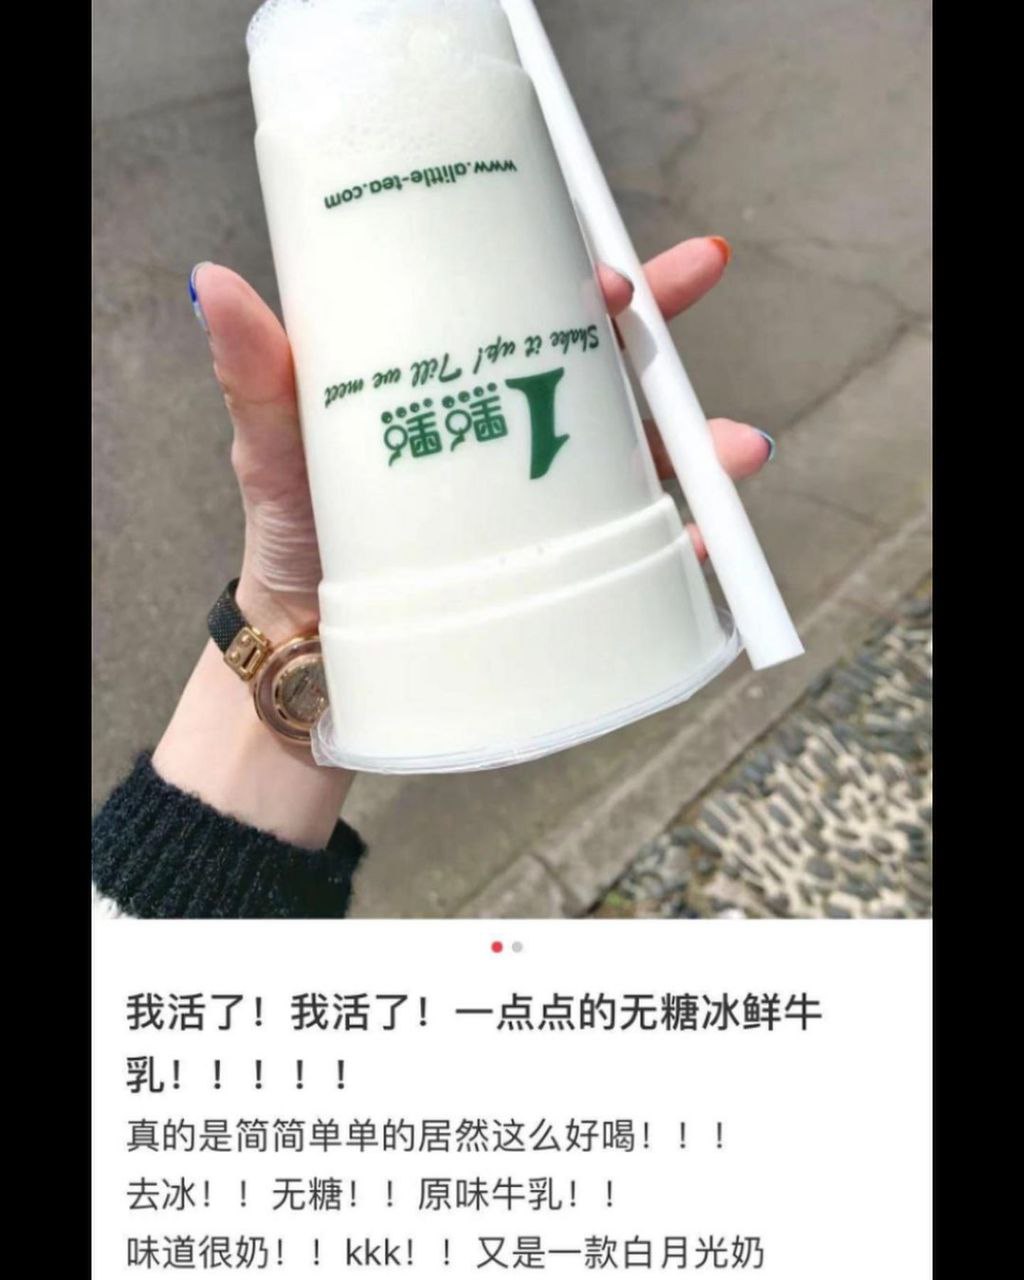 www.alittle-tea.com
Shake it up! Till we meet
1點點
我活了！我活了！一点点的无糖冰鲜牛
乳！！！！！
真的是简简单单的居然这么好喝！！！
去冰！！无糖！！原味牛乳！！
味道很奶！！kkk！！又是一款白月光奶